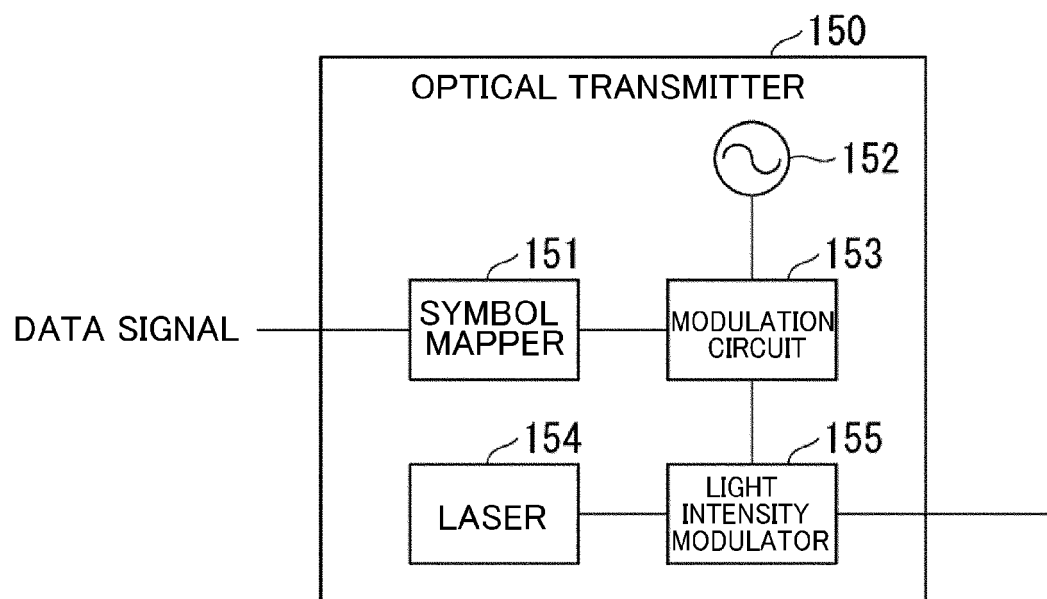 150
OPTICAL TRANSMITTER
152
151
153
DATA SIGNAL
SYMBOL
MAPPER
MODULATION
CIRCUIT
154
155
LASER
LIGHT
INTENSITY
MODULATOR